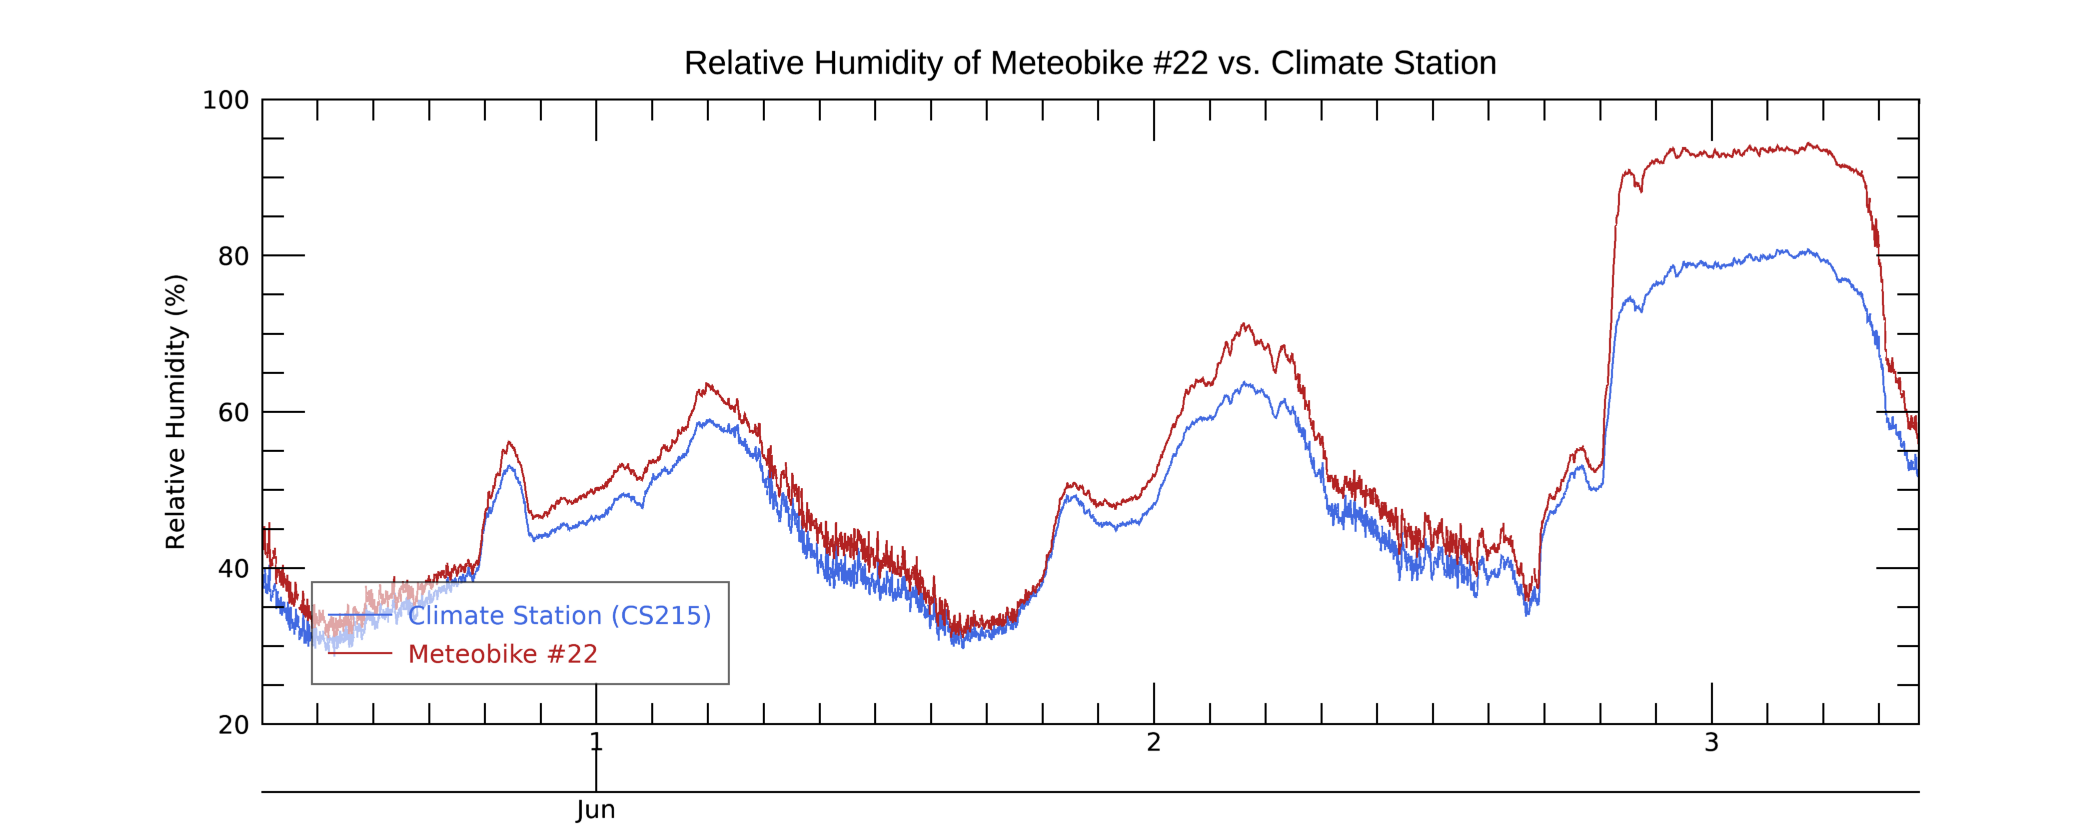 Relative Humidity of Meteobike #22 vs. Climate Station
100
80
60
40
20
Relative Humidity (%)
Climate Station (CS215)
Meteobike #22
1 2 3
Jun